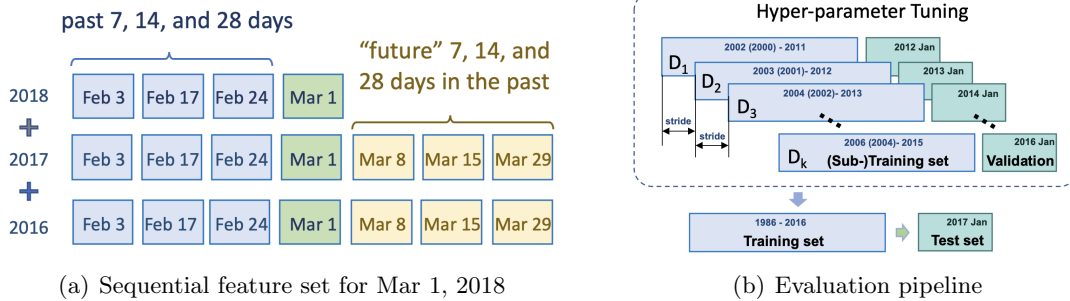 past 7, 14, and 28 days
“future” 7, 14, and
28 days in the past
2018 Feb 3 Feb 17 Feb 24 Mar 1
+
2017 Feb 3 Feb 17 Feb 24 Mar 1 Mar 8 Mar 15 Mar 29
+
2016 Feb 3 Feb 17 Feb 24 Mar 1 Mar 8 Mar 15 Mar 29
(a) Sequential feature set for Mar 1, 2018
Hyper-parameter Tuning
2002 (2000) - 2011 2012 Jan
D1
2003 (2001)- 2012 2013 Jan
D2
2004 (2002)- 2013 2014 Jan
D3
stride
stride
2006 (2004)- 2015 2016 Jan
Dk (Sub-)Training set Validation
1986 - 2016 2017 Jan
Training set Test set
(b) Evaluation pipeline